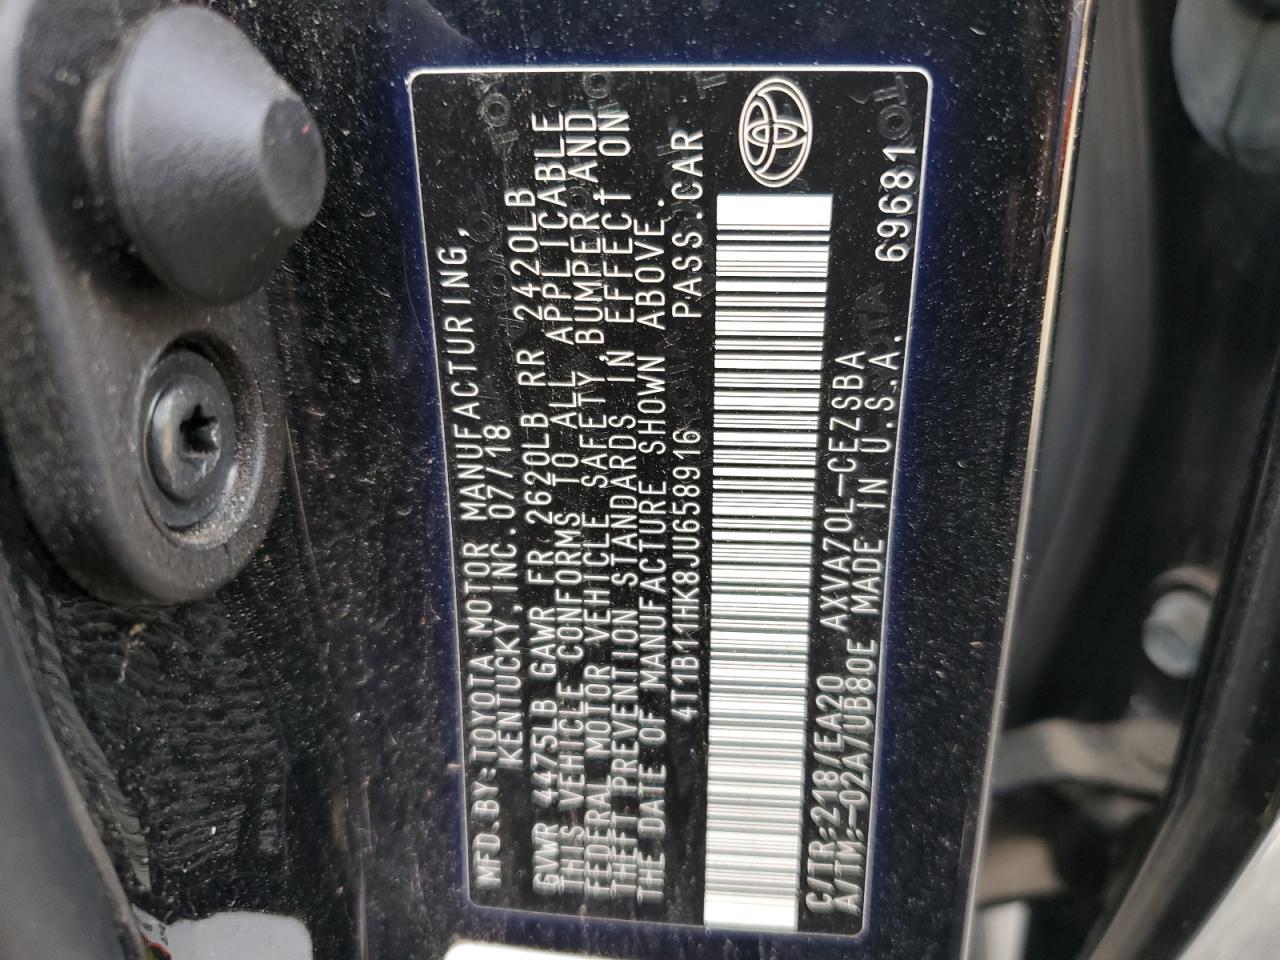 MFD.BY:TOYOTA MOTOR MANUFACTURING,
KENTUCKY, INC. 07/18
GVWR 4475LB GAWR FR 2620LB RR 2420LB
THIS VEHICLE CONFORMS TO ALL APPLICABLE
FEDERAL MOTOR VEHICLE SAFETY, BUMPER AND
THEFT PREVENTION STANDARDS IN EFFECT ON
THE DATE OF MANUFACTURE SHOWN ABOVE.
4T1B11HK8JU658916 PASS.CAR
C/TR:218/EA20 AXVA70L-CEZSBA
A/TM:-02A/UB80E MADE IN U.S.A.
69681